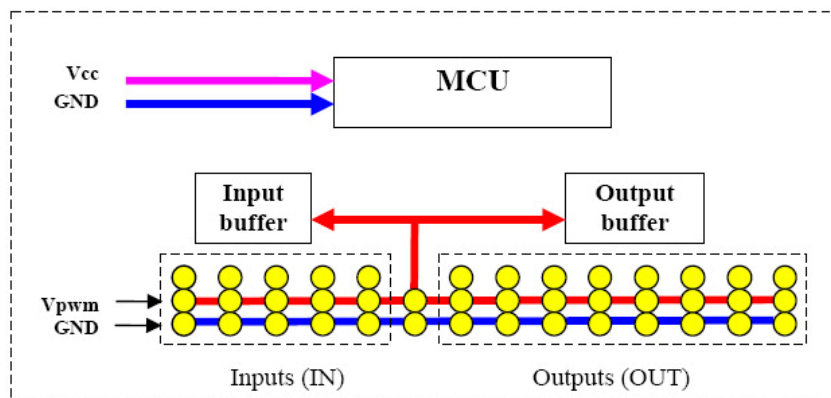 Vcc
GND
MCU
Input
buffer
Output
buffer
Vpwm
GND
Inputs (IN)
Outputs (OUT)